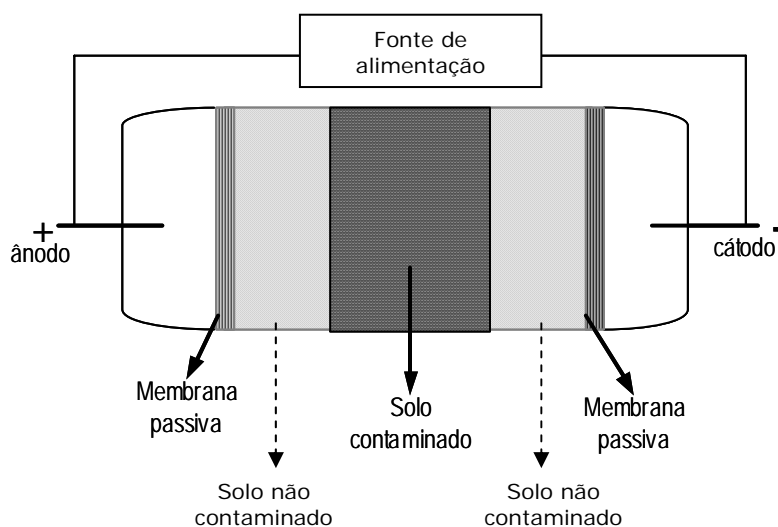 Fonte de
alimentação
+
ânodo
-
cátodo
Membrana
passiva
Solo
contaminado
Membrana
passiva
Solo não
contaminado
Solo não
contaminado